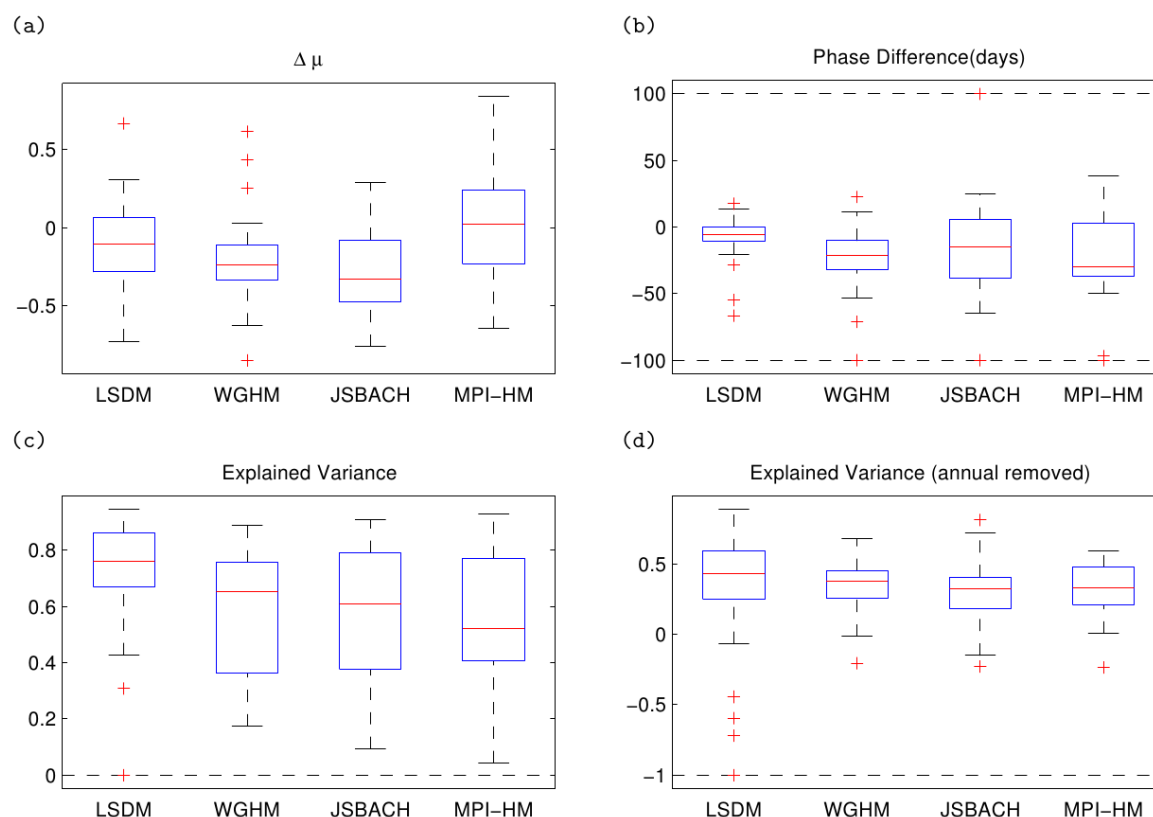 (a)
Δ μ
0.5
0
−0.5
LSDM WGHM JSBACH MPI−HM
(b)
Phase Difference(days)
100
50
0
−50
−100
LSDM WGHM JSBACH MPI−HM
(c)
Explained Variance
0.8
0.6
0.4
0.2
0
LSDM WGHM JSBACH MPI−HM
(d)
Explained Variance (annual removed)
0.5
0
−0.5
−1
LSDM WGHM JSBACH MPI−HM